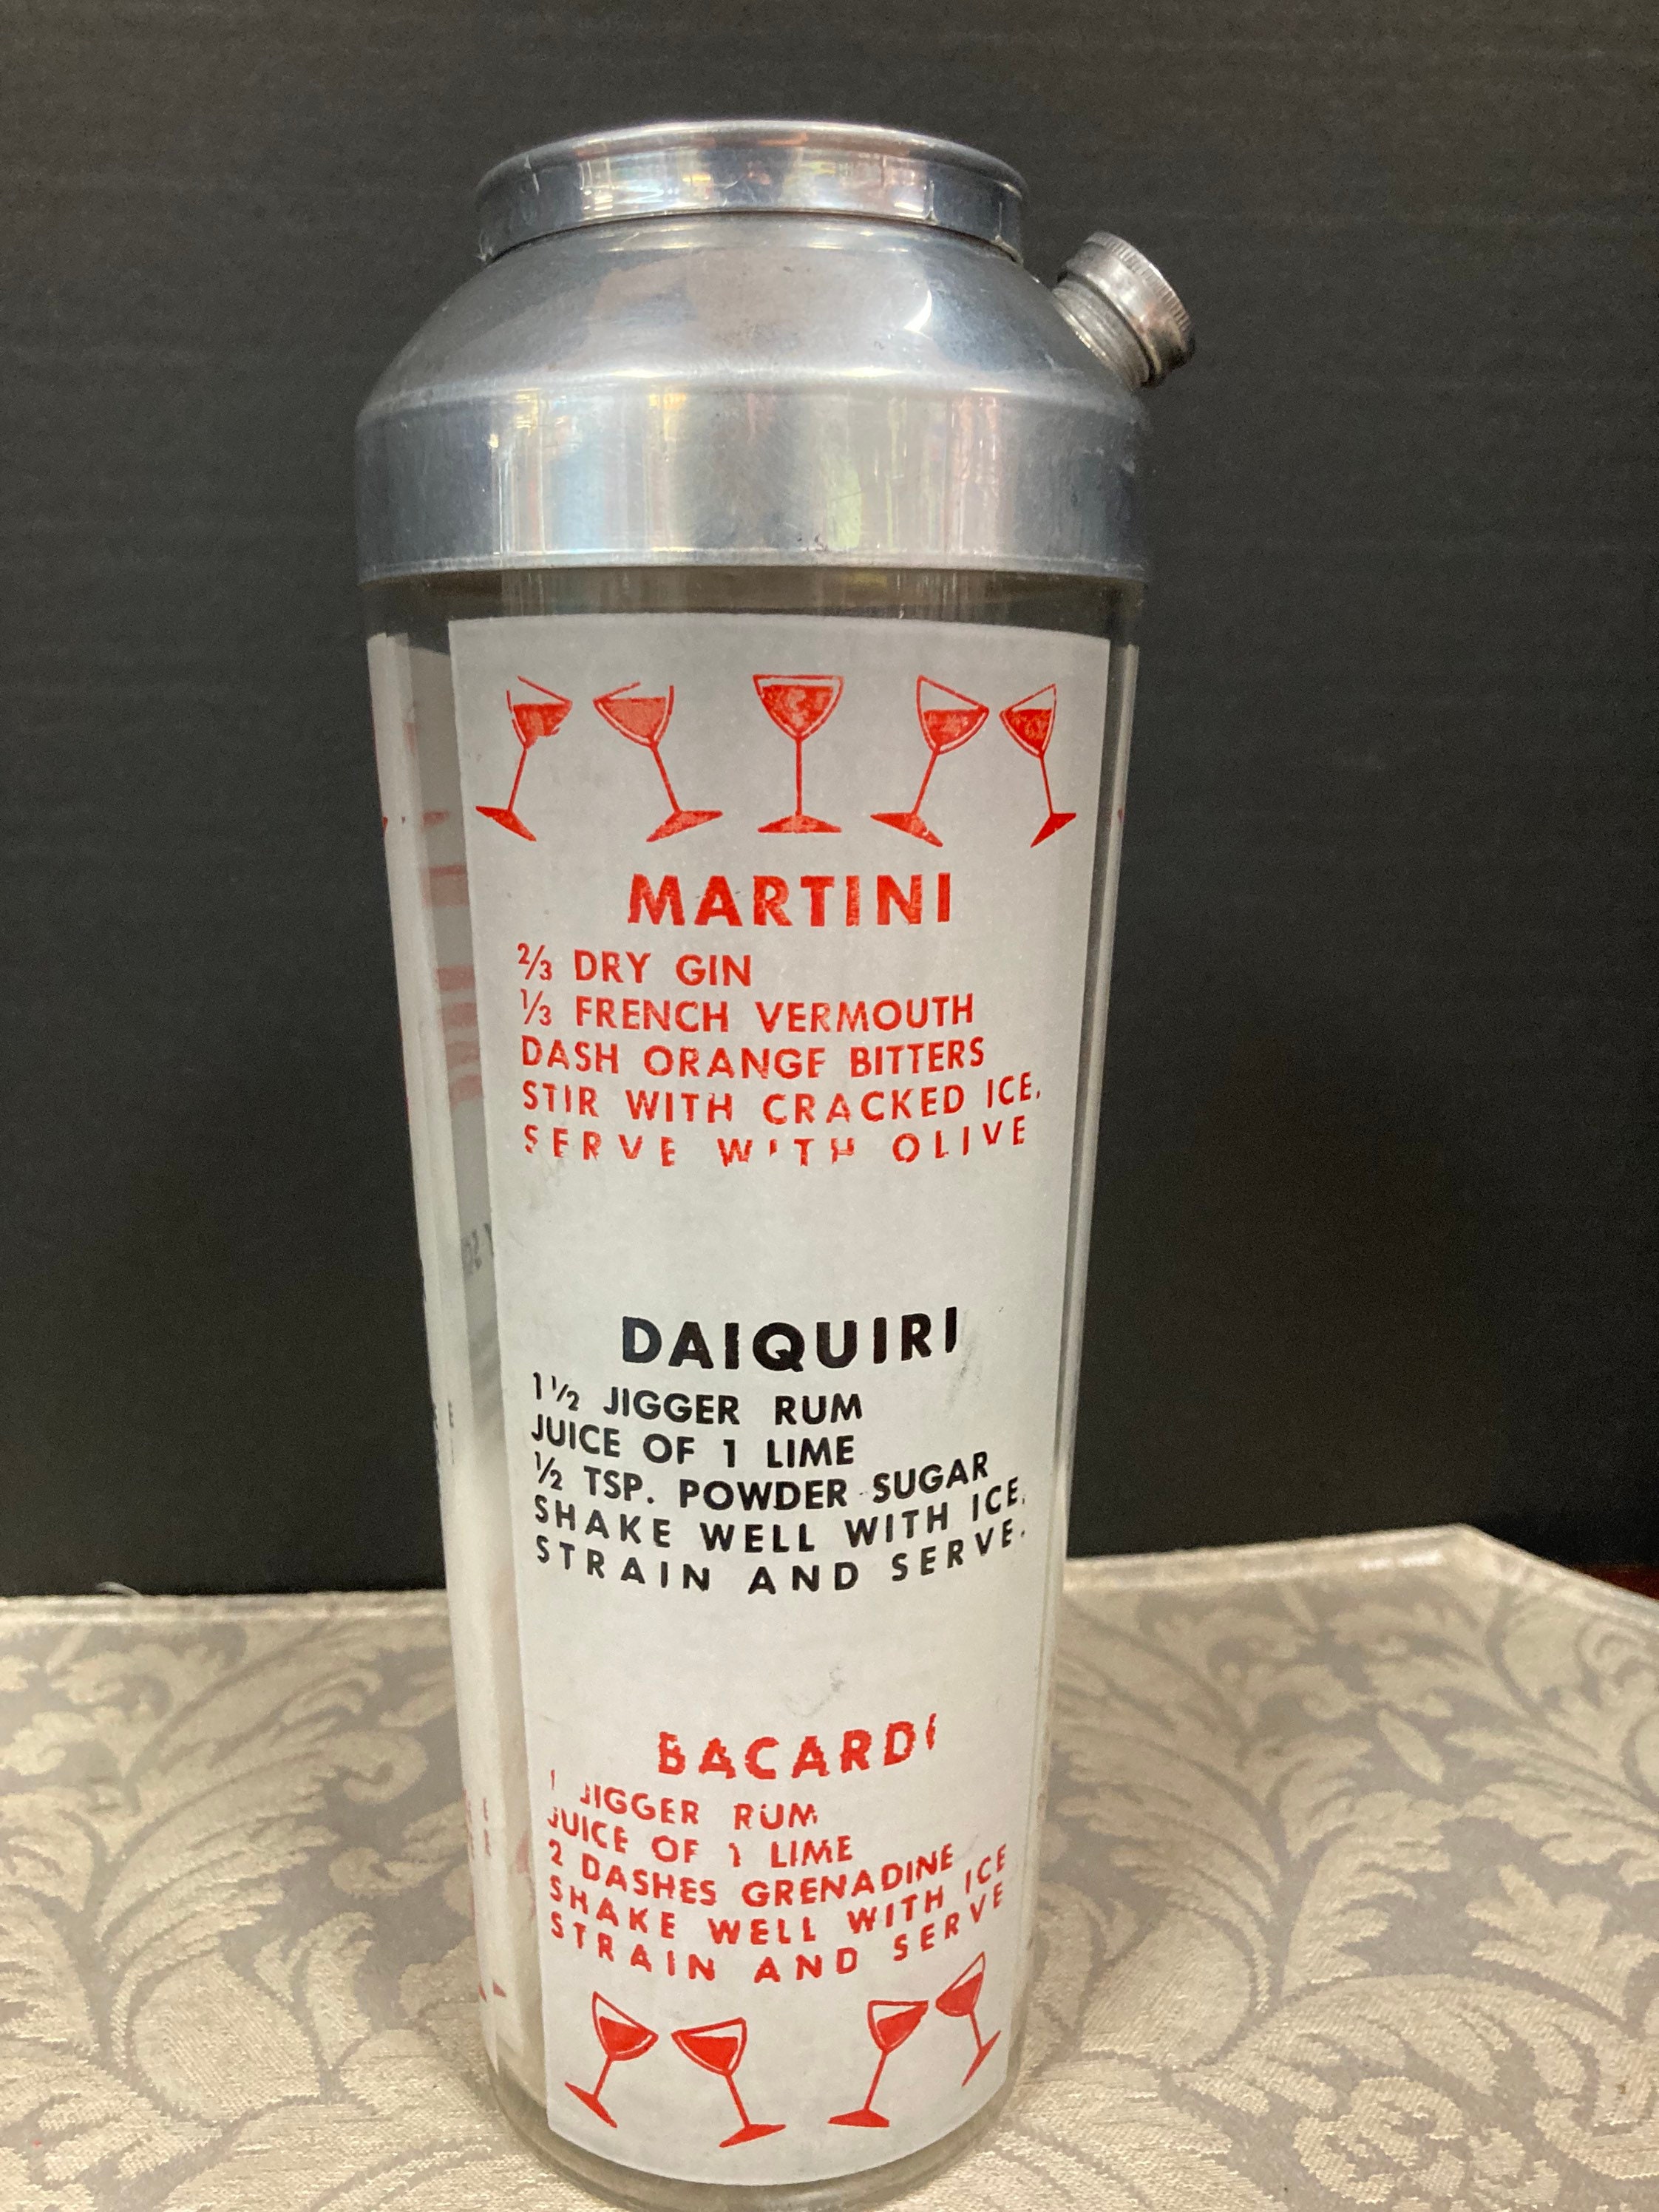 MARTINI
⅔ DRY GIN
⅓ FRENCH VERMOUTH
DASH ORANGE BITTERS
STIR WITH CRACKED ICE.
SERVE WITH OLIVE
DAIQUIRI
1½ JIGGER RUM
JUICE OF 1 LIME
½ TSP. POWDER SUGAR
SHAKE WELL WITH ICE.
STRAIN AND SERVE.
BACARDI
1 JIGGER RUM
JUICE OF 1 LIME
2 DASHES GRENADINE
SHAKE WELL WITH ICE
STRAIN AND SERVE